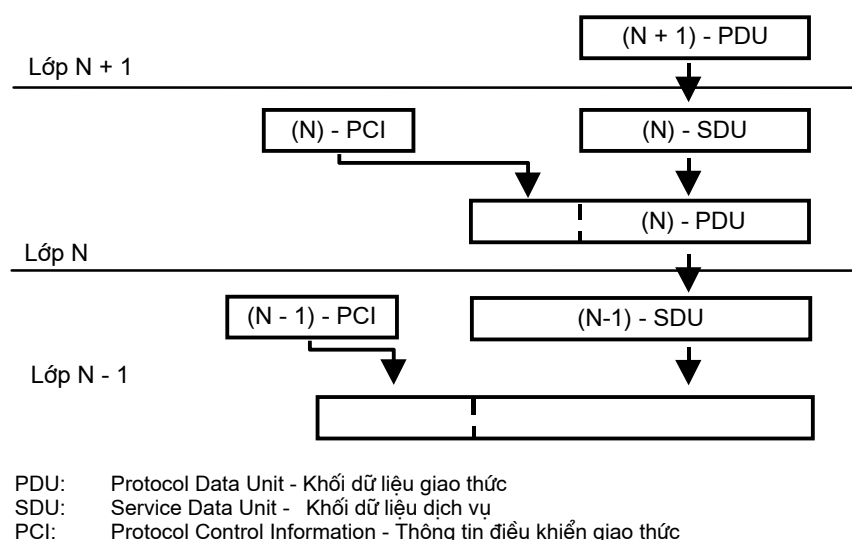 (N + 1) - PDU
Lớp N + 1
(N) - PCI
(N) - SDU
(N) - PDU
Lớp N
(N - 1) - PCI
(N-1) - SDU
Lớp N - 1
PDU: Protocol Data Unit - Khối dữ liệu giao thức
SDU: Service Data Unit - Khối dữ liệu dịch vụ
PCI: Protocol Control Information - Thông tin điều khiển giao thức